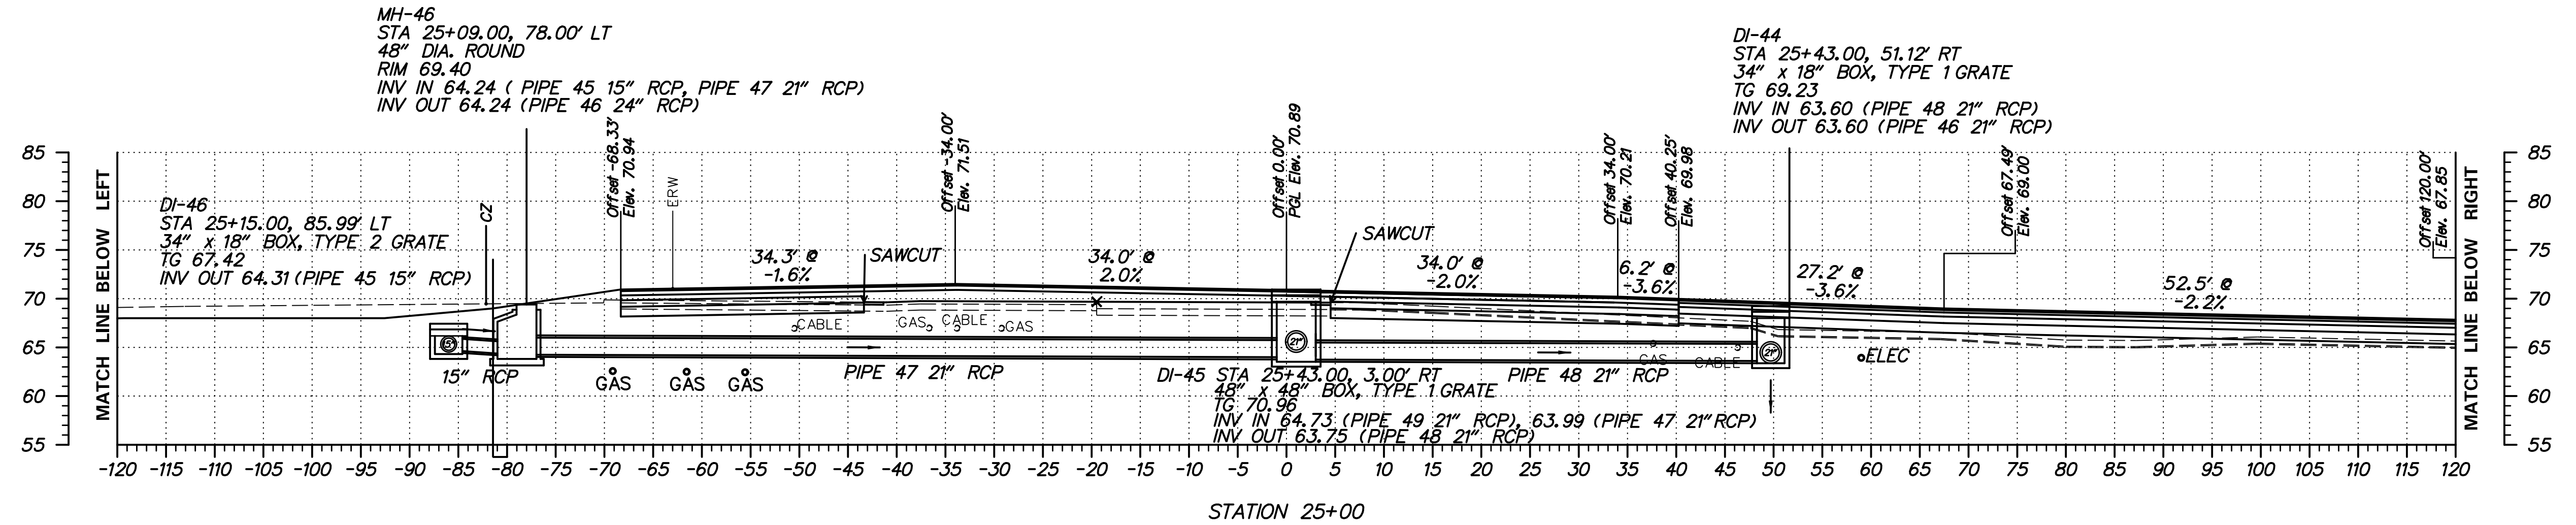 MH-46
STA 25+09.00, 78.00' LT
48" DIA. ROUND
RIM 69.40
INV IN 64.24 ( PIPE 45 15" RCP, PIPE 47 21" RCP)
INV OUT 64.24 (PIPE 46 24" RCP)
DI-44
STA 25+43.00, 51.12' RT
34" x 18" BOX, TYPE 1 GRATE
TG 69.23
INV IN 63.60 (PIPE 48 21" RCP)
INV OUT 63.60 (PIPE 46 21" RCP)
85
80
75
70
65
60
55
MATCH LINE BELOW LEFT
DI-46
STA 25+15.00, 85.99' LT
34" x 18" BOX, TYPE 2 GRATE
TG 67.42
INV OUT 64.31 (PIPE 45 15" RCP)
CZ
Offset -68.33'
Elev. 70.94
ERW
34.3' @
-1.6%
SAWCUT
Offset -34.00'
Elev. 71.51
34.0' @
2.0%
Offset 0.00'
PGL Elev. 70.89
SAWCUT
34.0' @
-2.0%
Offset 34.00'
Elev. 70.21
6.2' @
-3.6%
Offset 40.25'
Elev. 69.98
27.2' @
-3.6%
Offset 67.49'
Elev. 69.00
52.5' @
-2.2%
Offset 120.00'
Elev. 67.85
MATCH LINE BELOW RIGHT
85
80
75
70
65
60
55
CABLE
GAS
CABLE
GAS
21"
21"
GAS
CABLE
ELEC
15" RCP
GAS
GAS
GAS
PIPE 47 21" RCP
DI-45 STA 25+43.00, 3.00' RT
48" x 48" BOX, TYPE 1 GRATE
TG 70.96
INV IN 64.73 (PIPE 49 21" RCP), 63.99 (PIPE 47 21" RCP)
INV OUT 63.75 (PIPE 48 21" RCP)
PIPE 48 21" RCP
-120 -115 -110 -105 -100 -95 -90 -85 -80 -75 -70 -65 -60 -55 -50 -45 -40 -35 -30 -25 -20 -15 -10 -5 0 5 10 15 20 25 30 35 40 45 50 55 60 65 70 75 80 85 90 95 100 105 110 115 120
STATION 25+00